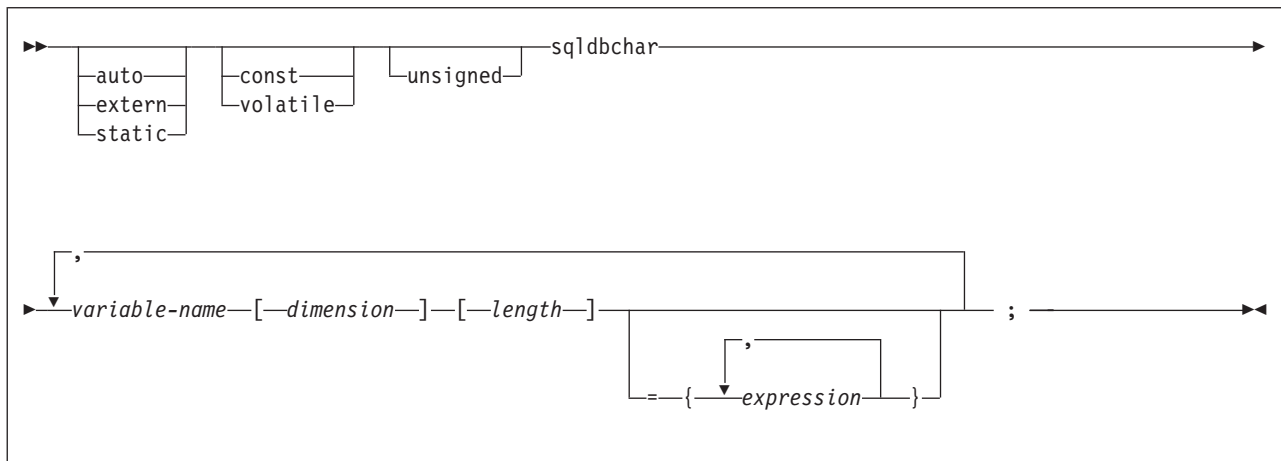 sqldbchar
auto const unsigned
extern volatile
static
,
variable-name [ dimension ] [ length ] ;
,
= { expression }